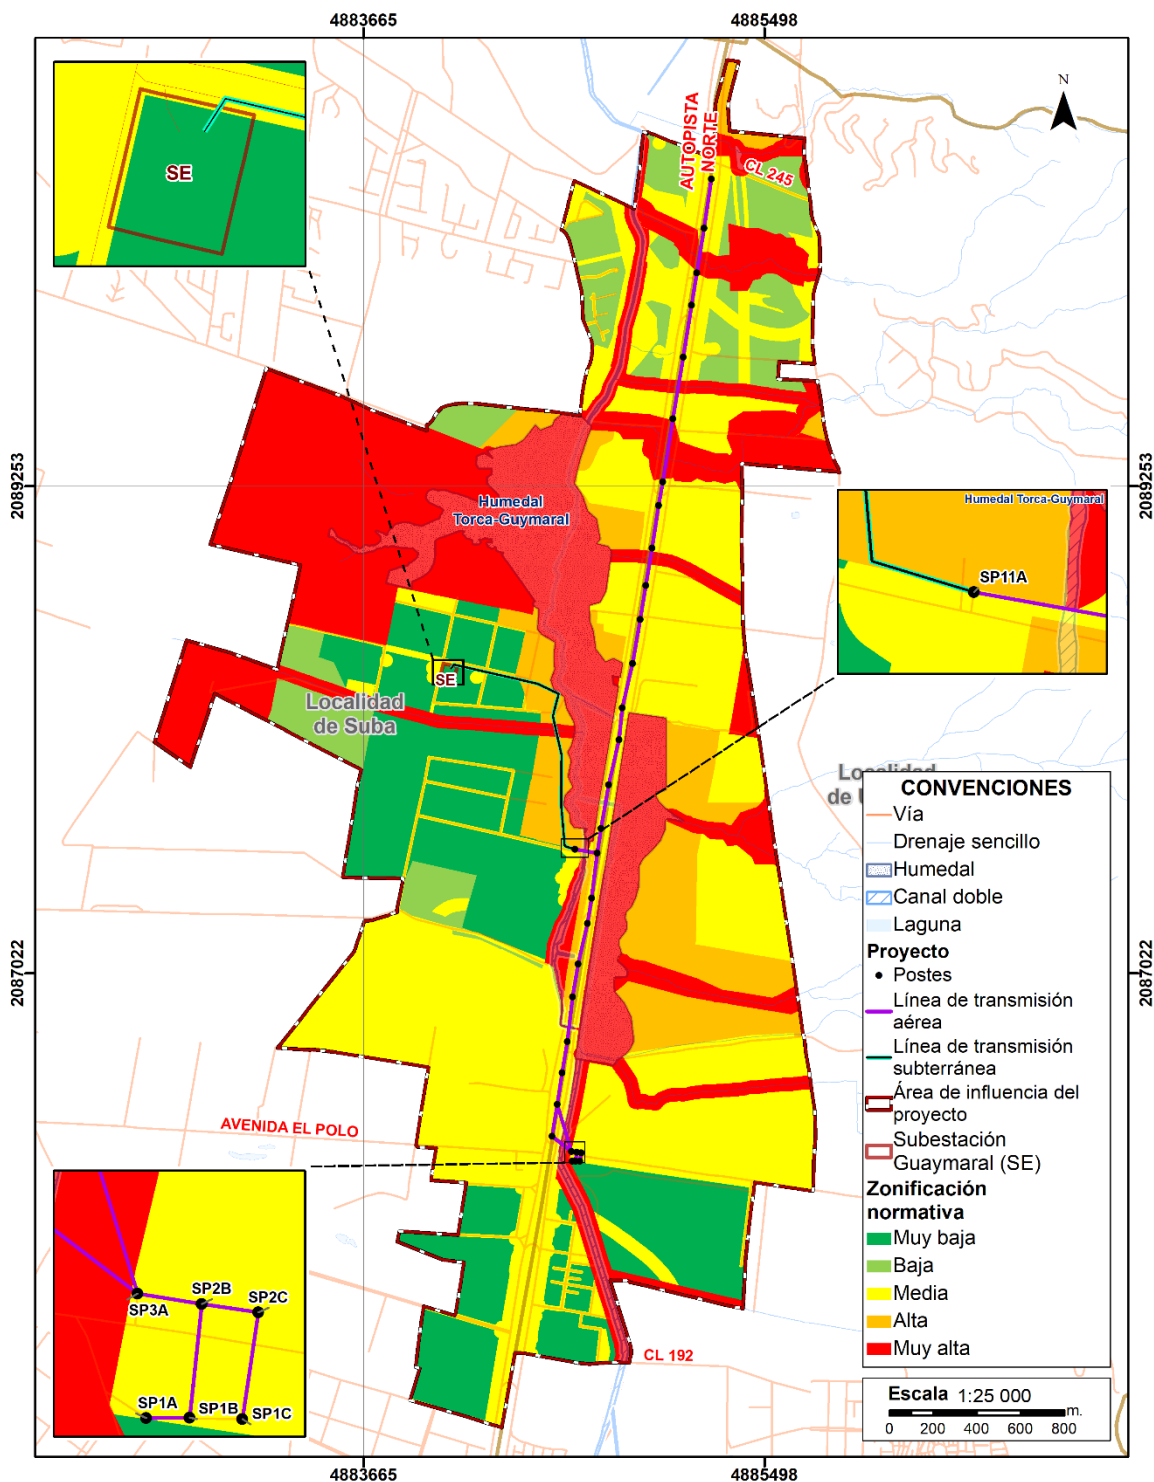 4883665
4885498
N
SE
AUTOPISTA
NORTE
CL 245
2089253
2089253
Humedal
Torca-Guymaral
Humedal Torca-Guymaral
SP11A
SE
Localidad
de Suba
Localidad
de U
CONVENCIONES
Vía
Drenaje sencillo
Humedal
Canal doble
Laguna
Proyecto
Postes
Línea de transmisión
aérea
Línea de transmisión
subterránea
Área de influencia del
proyecto
Subestación
Guaymaral (SE)
Zonificación
normativa
Muy baja
Baja
Media
Alta
Muy alta
2087022
2087022
AVENIDA EL POLO
SP3A
SP2B
SP2C
SP1A
SP1B
SP1C
CL 192
Escala 1:25 000
0 200 400 600 800 m.
4883665
4885498